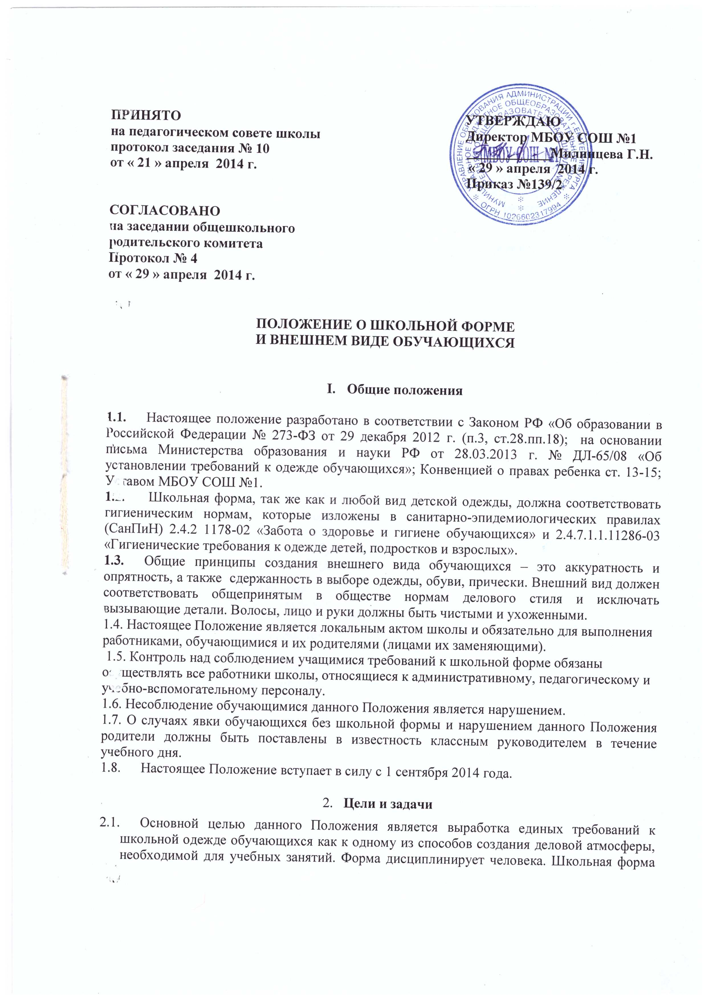 ПРИНЯТО
на педагогическом совете школы
протокол заседания № 10
от « 21 » апреля 2014 г.
УТВЕРЖДАЮ
Директор МБОУ СОШ №1
Милинцева Г.Н.
« 29 » апреля 2014 г.
Приказ №139/2
УПРАВЛЕНИЕ ОБРАЗОВАНИЯ АДМИНИСТРАЦИИ Г.ЕКАТЕРИНБУРГА
ОГРН 1026602317994
МУНИЦИПАЛЬНОЕ БЮДЖЕТНОЕ ОБЩЕОБРАЗОВАТЕЛЬНОЕ УЧРЕЖДЕНИЕ
МБОУ СОШ №1
СОГЛАСОВАНО
на заседании общешкольного
родительского комитета
Протокол № 4
от « 29 » апреля 2014 г.
ПОЛОЖЕНИЕ О ШКОЛЬНОЙ ФОРМЕ
И ВНЕШНЕМ ВИДЕ ОБУЧАЮЩИХСЯ
I. Общие положения
1.1. Настоящее положение разработано в соответствии с Законом РФ «Об образовании в
Российской Федерации № 273-ФЗ от 29 декабря 2012 г. (п.3, ст.28.пп.18); на основании
письма Министерства образования и науки РФ от 28.03.2013 г. № ДЛ-65/08 «Об
установлении требований к одежде обучающихся»; Конвенцией о правах ребенка ст. 13-15;
Уставом МБОУ СОШ №1.
1.2. Школьная форма, так же как и любой вид детской одежды, должна соответствовать
гигиеническим нормам, которые изложены в санитарно-эпидемиологических правилах
(СанПиН) 2.4.2 1178-02 «Забота о здоровье и гигиене обучающихся» и 2.4.7.1.1.11286-03
«Гигиенические требования к одежде детей, подростков и взрослых».
1.3. Общие принципы создания внешнего вида обучающихся – это аккуратность и
опрятность, а также сдержанность в выборе одежды, обуви, прически. Внешний вид должен
соответствовать общепринятым в обществе нормам делового стиля и исключать
вызывающие детали. Волосы, лицо и руки должны быть чистыми и ухоженными.
1.4. Настоящее Положение является локальным актом школы и обязательно для выполнения
работниками, обучающимися и их родителями (лицами их заменяющими).
1.5. Контроль над соблюдением учащимися требований к школьной форме обязаны
осуществлять все работники школы, относящиеся к административному, педагогическому и
учебно-вспомогательному персоналу.
1.6. Несоблюдение обучающимися данного Положения является нарушением.
1.7. О случаях явки обучающихся без школьной формы и нарушением данного Положения
родители должны быть поставлены в известность классным руководителем в течение
учебного дня.
1.8. Настоящее Положение вступает в силу с 1 сентября 2014 года.
2. Цели и задачи
2.1. Основной целью данного Положения является выработка единых требований к
школьной одежде обучающихся как к одному из способов создания деловой атмосферы,
необходимой для учебных занятий. Форма дисциплинирует человека. Школьная форма